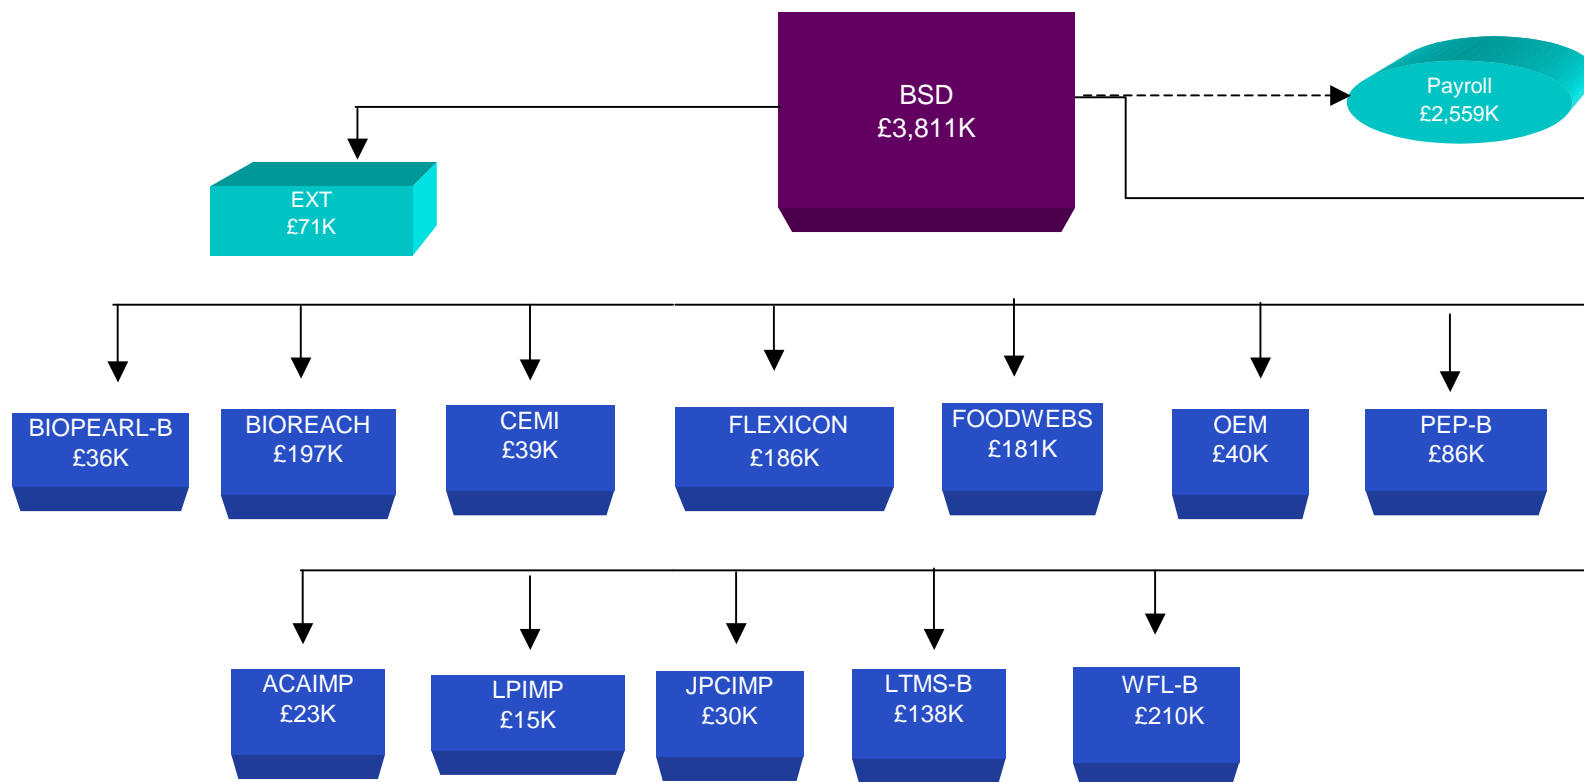 BSD
£3,811K
Payroll
£2,559K
EXT
£71K
BIOPEARL-B
£36K
BIOREACH
£197K
CEMI
£39K
FLEXICON
£186K
FOODWEBS
£181K
OEM
£40K
PEP-B
£86K
ACAIMP
£23K
LPIMP
£15K
JPCIMP
£30K
LTMS-B
£138K
WFL-B
£210K